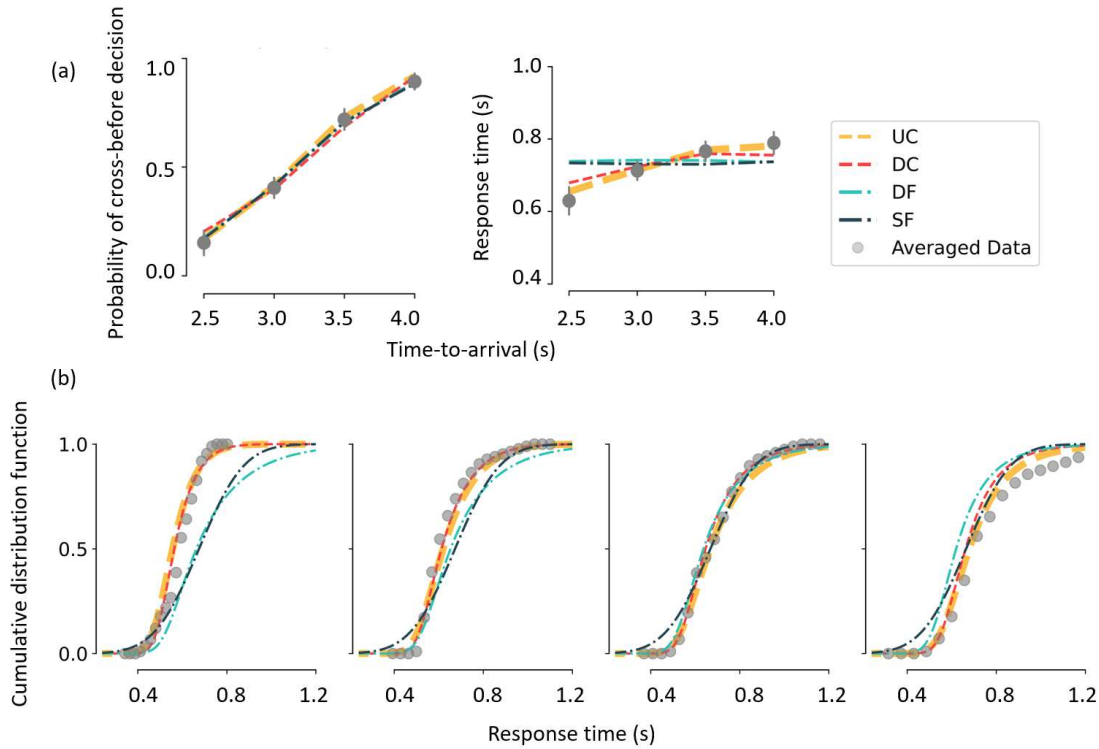 (a)
Probability of cross-before decision
1.0
0.5
0.0
2.5 3.0 3.5 4.0
Response time (s)
1.0
0.8
0.6
0.4
2.5 3.0 3.5 4.0
Time-to-arrival (s)
UC
DC
DF
SF
Averaged Data
(b)
Cumulative distribution function
1.0
0.5
0.0
0.4 0.8 1.2
0.4 0.8 1.2
0.4 0.8 1.2
0.4 0.8 1.2
Response time (s)